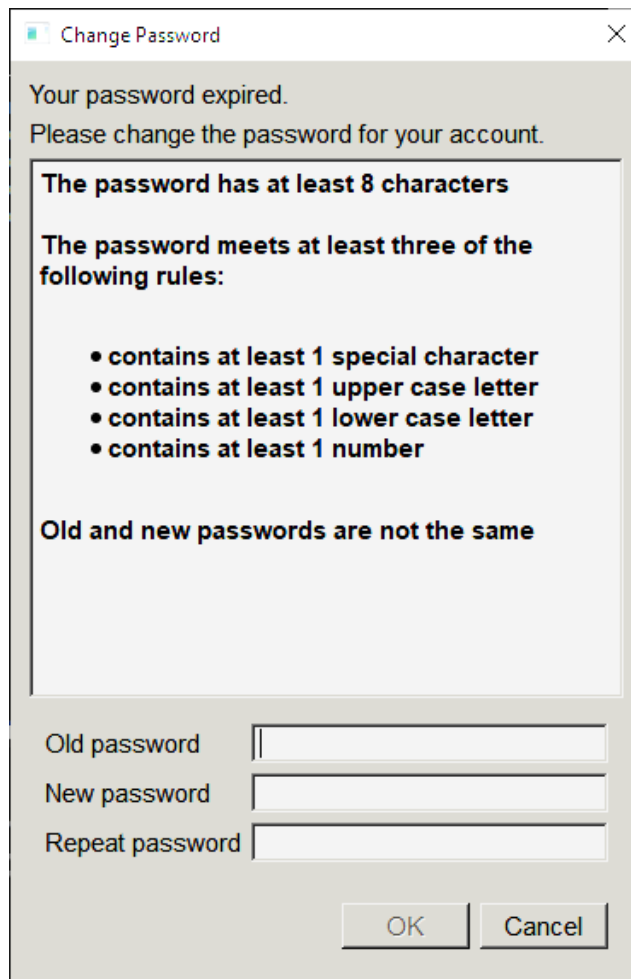 Change Password
Your password expired.
Please change the password for your account.
The password has at least 8 characters
The password meets at least three of the
following rules:
• contains at least 1 special character
• contains at least 1 upper case letter
• contains at least 1 lower case letter
• contains at least 1 number
Old and new passwords are not the same
Old password
New password
Repeat password
OK Cancel